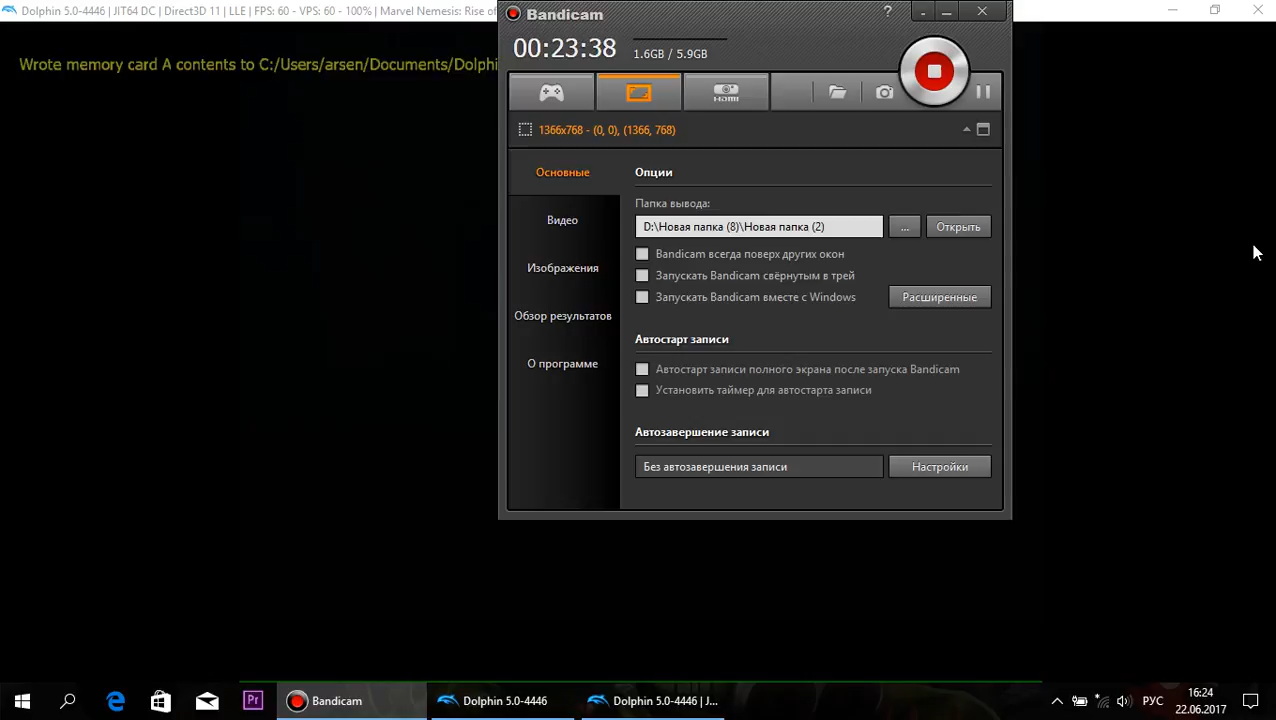 Dolphin 5.0-4446 | JIT64 DC | Direct3D 11 | LLE | FPS: 60 - VPS: 60 - 100% | Marvel Nemesis: Rise of
Bandicam
?
00:23:38
1.6GB / 5.9GB
HDMI
Wrote memory card A contents to C:/Users/arsen/Documents/Dolphi
1366x768 - (0, 0), (1366, 768)
Основные
Видео
Изображения
Обзор результатов
О программе
Опции
Папка вывода:
D:\Новая папка (8)\Новая папка (2)
...
Открыть
Bandicam всегда поверх других окон
Запускать Bandicam свёрнутым в трей
Запускать Bandicam вместе с Windows
Расширенные
Автостарт записи
Автостарт записи полного экрана после запуска Bandicam
Установить таймер для автостарта записи
Автозавершение записи
Без автозавершения записи
Настройки
Pr
Bandicam
Dolphin 5.0-4446
Dolphin 5.0-4446 | J...
РУС
16:24
22.06.2017